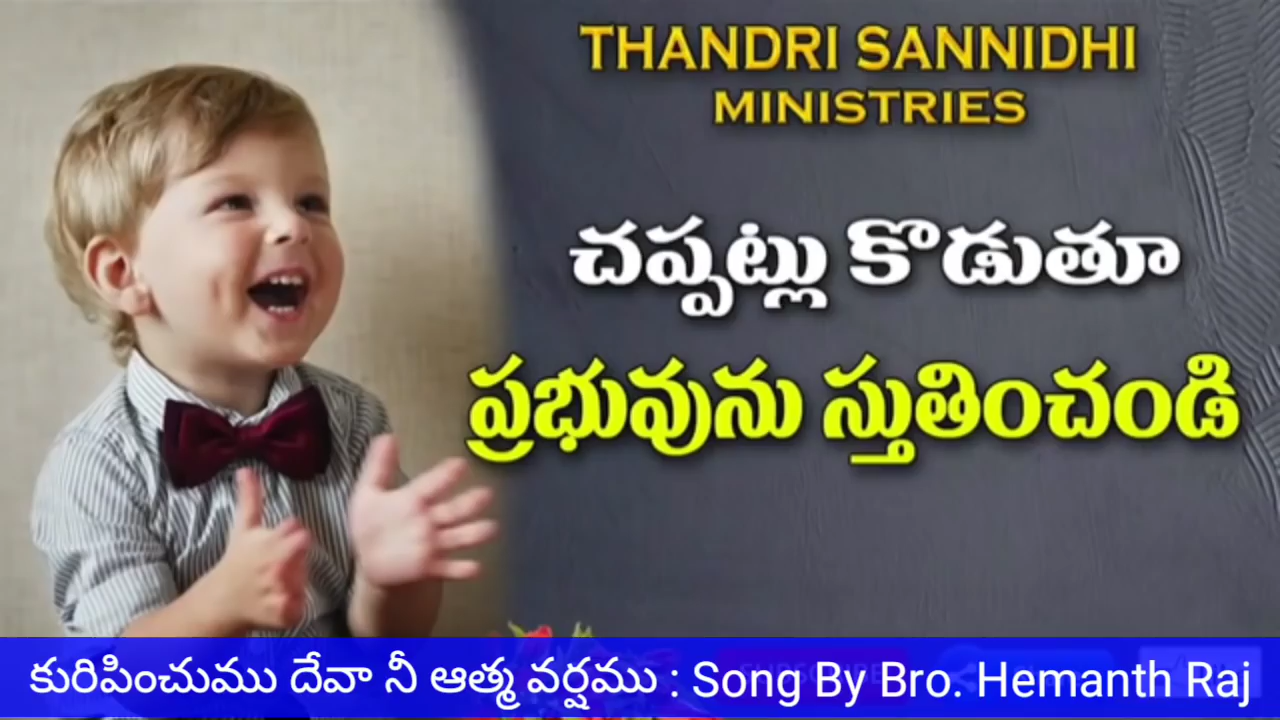 THANDRI SANNIDHI
MINISTRIES
చప్పట్లు కొడుతూ
ప్రభువును స్తుతించండి
కురిపించుము దేవా నీ ఆత్మ వర్షము : Song By Bro. Hemanth Raj